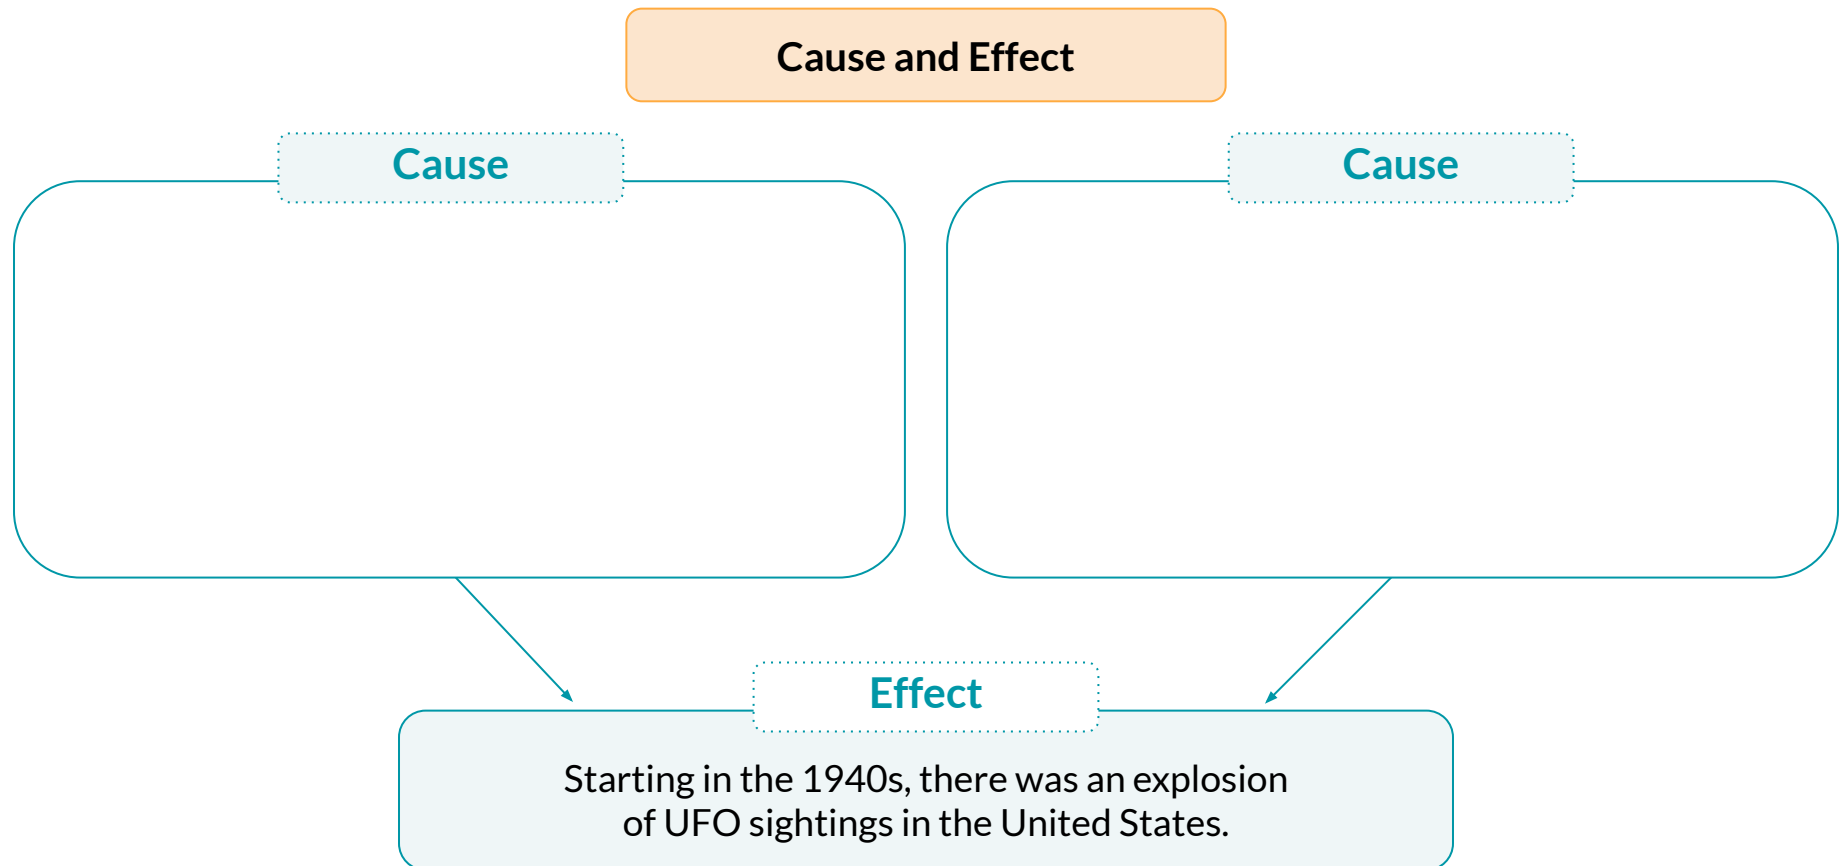 Cause and Effect
Cause
Cause
Effect
Starting in the 1940s, there was an explosion
of UFO sightings in the United States.